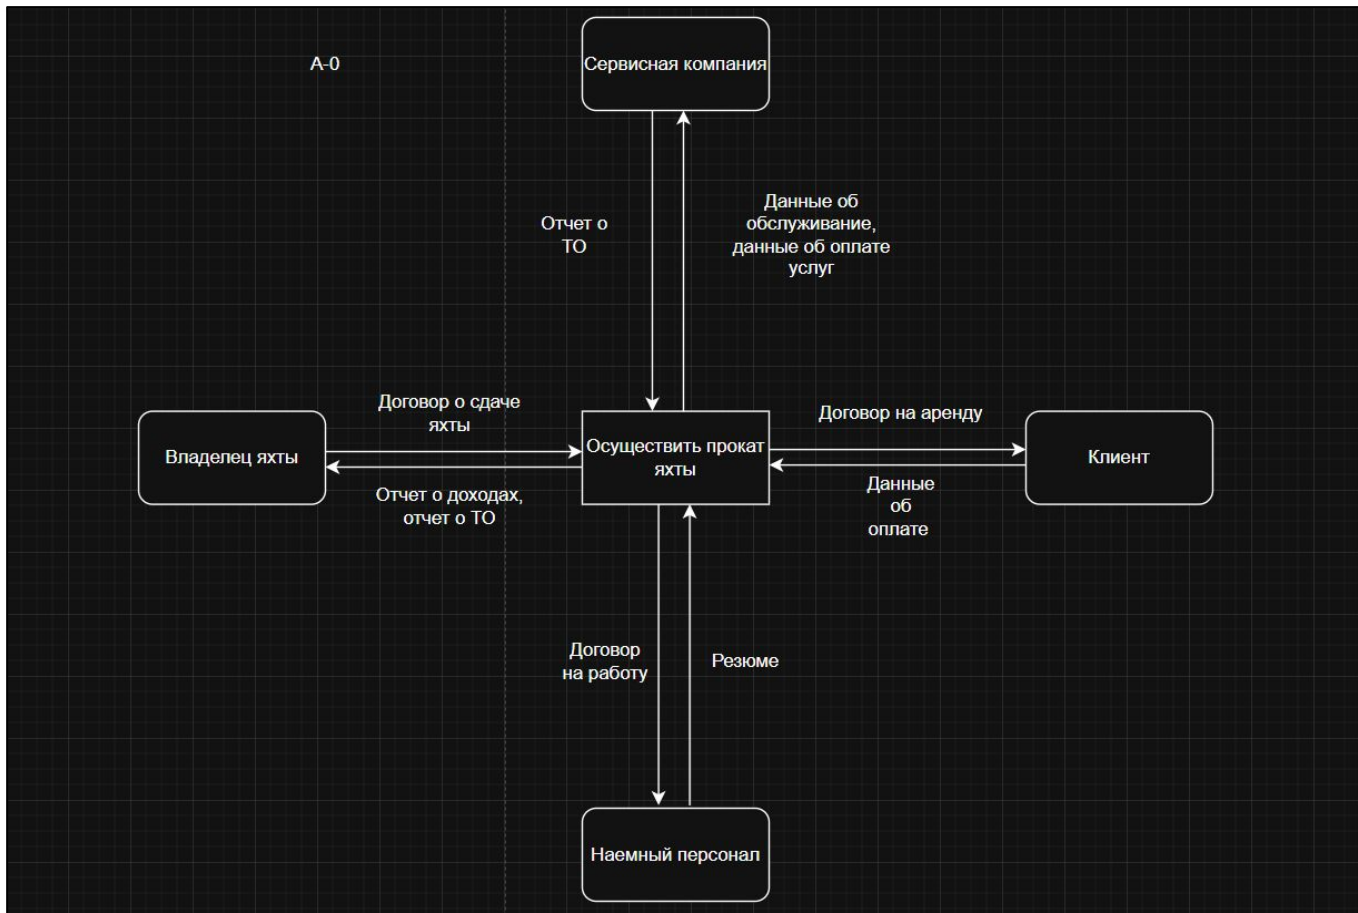 А-0
Сервисная компания
Отчет о
ТО
Данные об
обслуживание,
данные об оплате
услуг
Договор о сдаче
яхты
Владелец яхты
Отчет о доходах,
отчет о ТО
Осуществить прокат
яхты
Договор на аренду
Данные
об
оплате
Клиент
Договор
на работу
Резюме
Наемный персонал